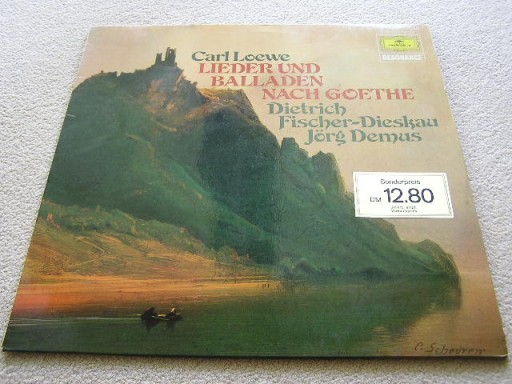 Carl Loewe
LIEDER UND
BALLADEN
NACH GOETHE
Dietrich
Fischer-Dieskau
Jörg Demus
Sonderpreis
DM 12.80
C. Scheuren